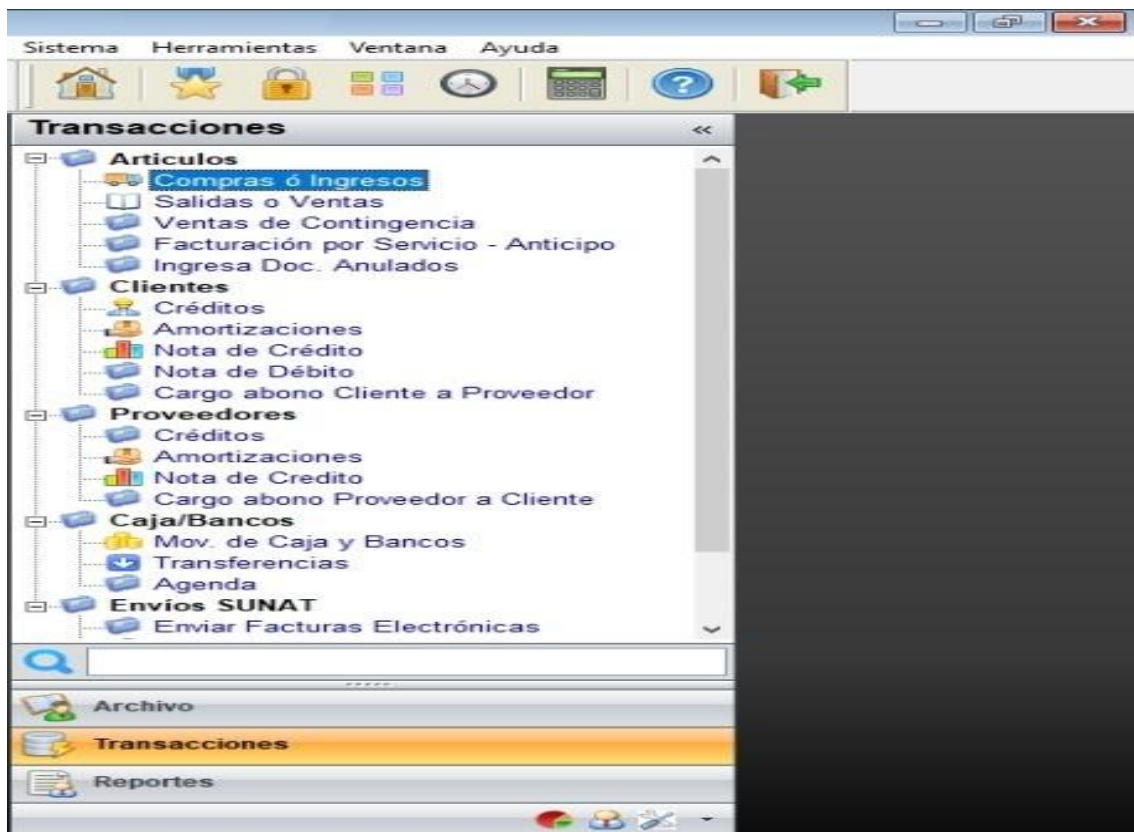 Sistema Herramientas Ventana Ayuda
Transacciones
Articulos
Compras ó Ingresos
Salidas o Ventas
Ventas de Contingencia
Facturación por Servicio - Anticipo
Ingresa Doc. Anulados
Clientes
Créditos
Amortizaciones
Nota de Crédito
Nota de Débito
Cargo abono Cliente a Proveedor
Proveedores
Créditos
Amortizaciones
Nota de Credito
Cargo abono Proveedor a Cliente
Caja/Bancos
Mov. de Caja y Bancos
Transferencias
Agenda
Envíos SUNAT
Enviar Facturas Electrónicas
Archivo
Transacciones
Reportes